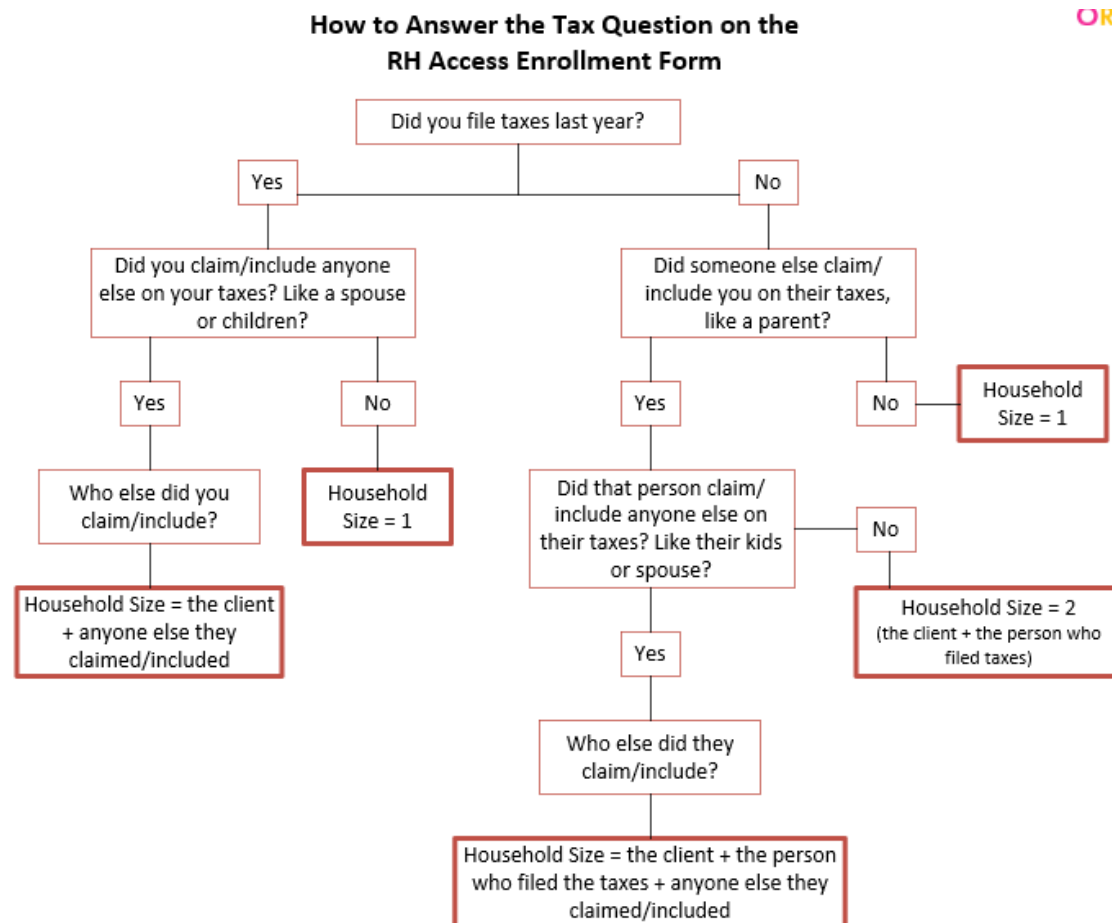 How to Answer the Tax Question on the
RH Access Enrollment Form
OR
Did you file taxes last year?
Yes
No
Did you claim/include anyone
else on your taxes? Like a spouse
or children?
Did someone else claim/
include you on their taxes,
like a parent?
Yes
No
Yes
No
Household
Size = 1
Who else did you
claim/include?
Household
Size = 1
Did that person claim/
include anyone else on
their taxes? Like their kids
or spouse?
No
Household Size = the client
+ anyone else they
claimed/included
Household Size = 2
(the client + the person who
filed taxes)
Yes
Who else did they
claim/include?
Household Size = the client + the person
who filed the taxes + anyone else they
claimed/included